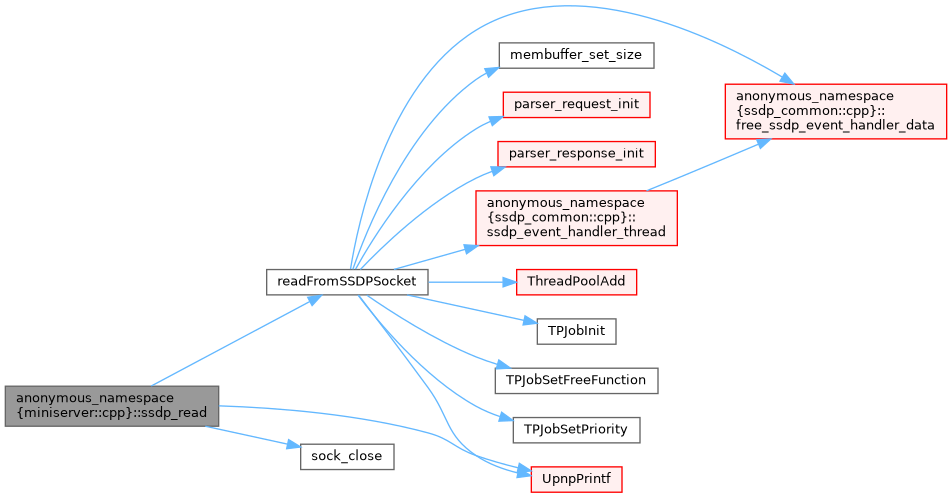 membuffer_set_size
anonymous_namespace
{ssdp_common::cpp}::
free_ssdp_event_handler_data
parser_request_init
parser_response_init
anonymous_namespace
{ssdp_common::cpp}::
ssdp_event_handler_thread
readFromSSDPSocket
ThreadPoolAdd
TPJobInit
TPJobSetFreeFunction
anonymous_namespace
{miniserver::cpp}::ssdp_read
TPJobSetPriority
sock_close
UpnpPrintf